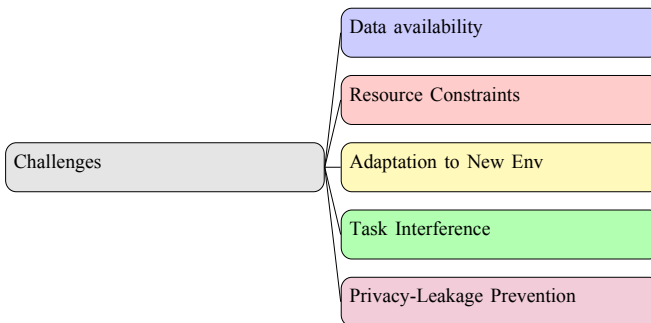 Data availability
Resource Constraints
Challenges
Adaptation to New Env
Task Interference
Privacy-Leakage Prevention